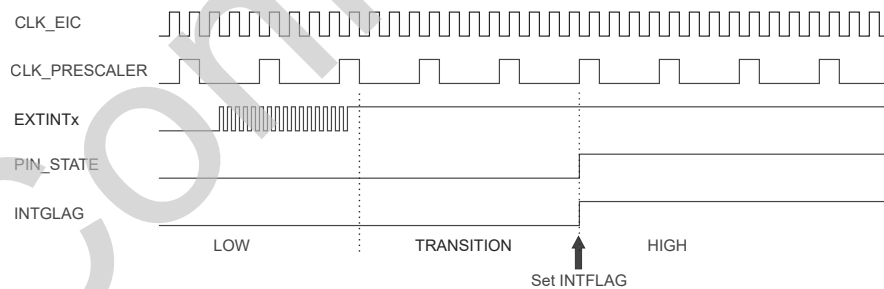 CLK_EIC
CLK_PRESCALER
EXTINTx
PIN_STATE
INTGLAG
LOW TRANSITION HIGH
Set INTFLAG